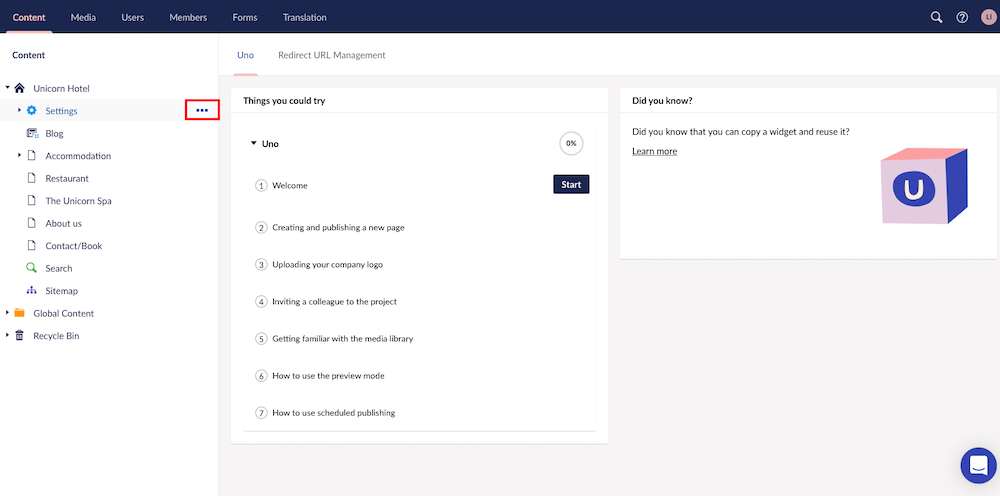 Content Media Users Members Forms Translation LI
Content
Unicorn Hotel
Settings
Blog
Accommodation
Restaurant
The Unicorn Spa
About us
Contact/Book
Search
Sitemap
Global Content
Recycle Bin
Uno Redirect URL Management
Things you could try
Uno 0%
1 Welcome Start
2 Creating and publishing a new page
3 Uploading your company logo
4 Inviting a colleague to the project
5 Getting familiar with the media library
6 How to use the preview mode
7 How to use scheduled publishing
Did you know?
Did you know that you can copy a widget and reuse it?
Learn more
U